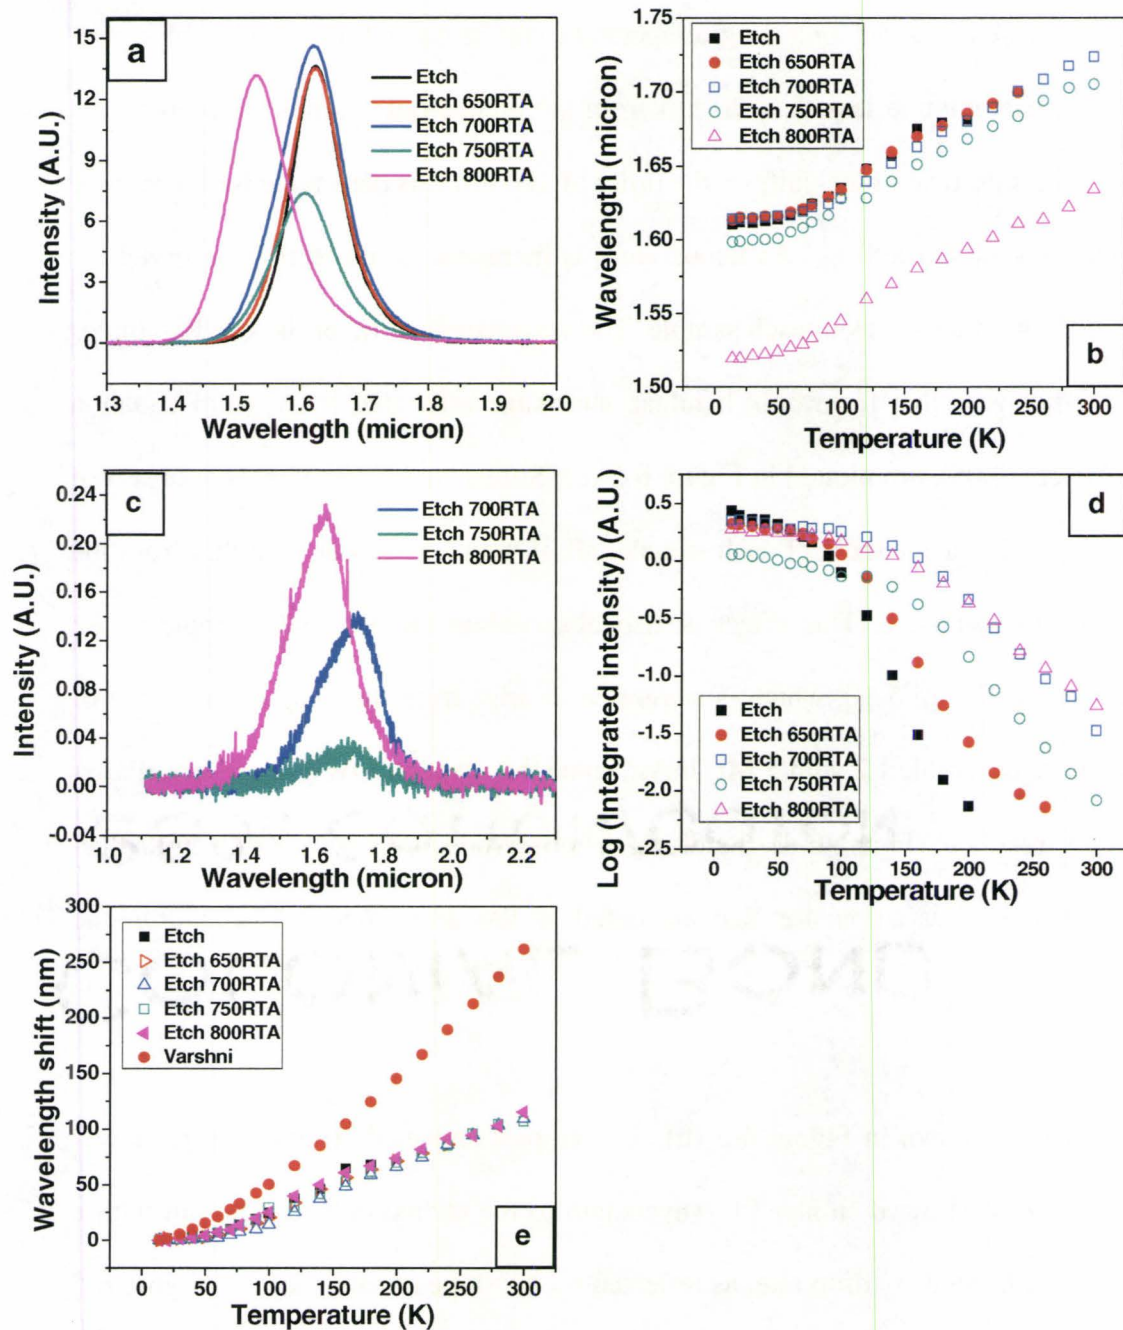 a
Intensity (A.U.)
15
12
9
6
3
0
Etch
Etch 650RTA
Etch 700RTA
Etch 750RTA
Etch 800RTA
1.3 1.4 1.5 1.6 1.7 1.8 1.9 2.0
Wavelength (micron)
b
Wavelength (micron)
1.75
1.70
1.65
1.60
1.55
1.50
Etch
Etch 650RTA
Etch 700RTA
Etch 750RTA
Etch 800RTA
0 50 100 150 200 250 300
Temperature (K)
c
Intensity (A.U.)
0.24
0.20
0.16
0.12
0.08
0.04
0.00
-0.04
Etch 700RTA
Etch 750RTA
Etch 800RTA
1.0 1.2 1.4 1.6 1.8 2.0 2.2
Wavelength (micron)
d
Log (Integrated intensity) (A.U.)
0.5
0.0
-0.5
-1.0
-1.5
-2.0
-2.5
Etch
Etch 650RTA
Etch 700RTA
Etch 750RTA
Etch 800RTA
0 50 100 150 200 250 300
Temperature (K)
e
Wavelength shift (nm)
300
250
200
150
100
50
0
Etch
Etch 650RTA
Etch 700RTA
Etch 750RTA
Etch 800RTA
Varshni
0 50 100 150 200 250 300
Temperature (K)